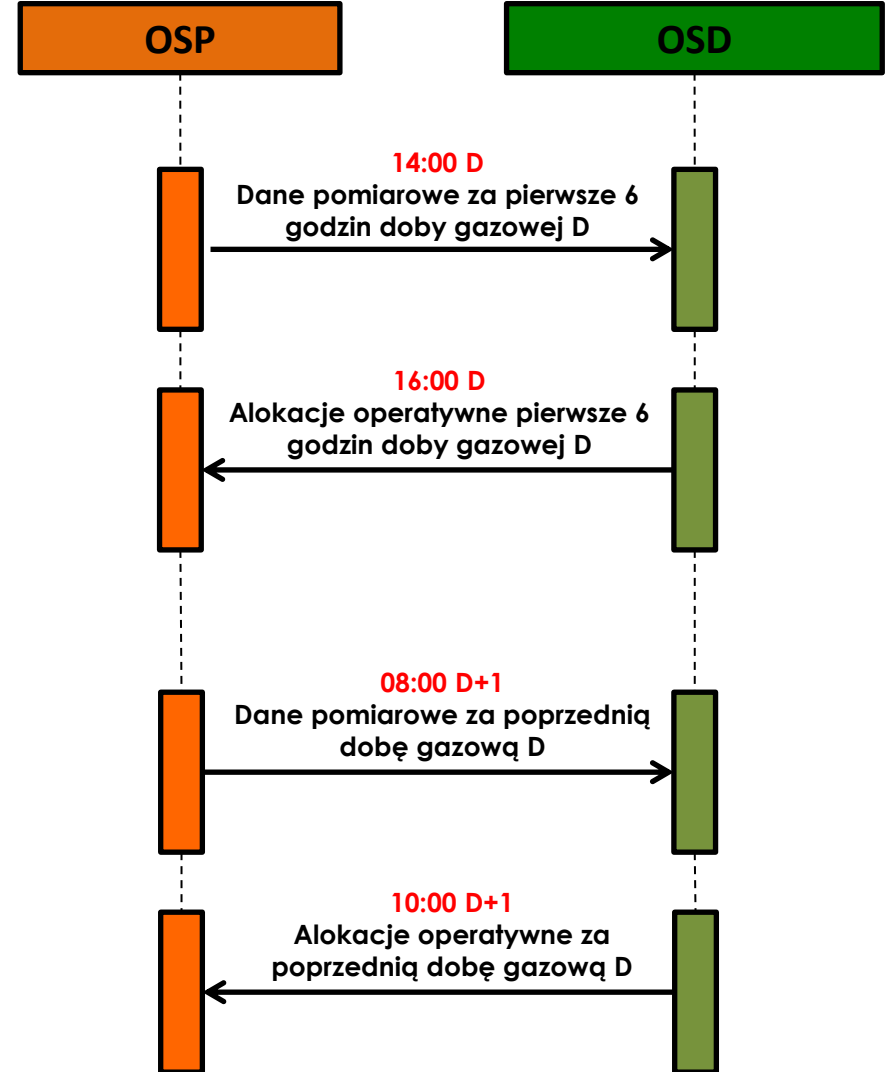 OSP
OSD
14:00 D
Dane pomiarowe za pierwsze 6
godzin doby gazowej D
16:00 D
Alokacje operatywne pierwsze 6
godzin doby gazowej D
08:00 D+1
Dane pomiarowe za poprzednią
dobę gazową D
10:00 D+1
Alokacje operatywne za
poprzednią dobę gazową D